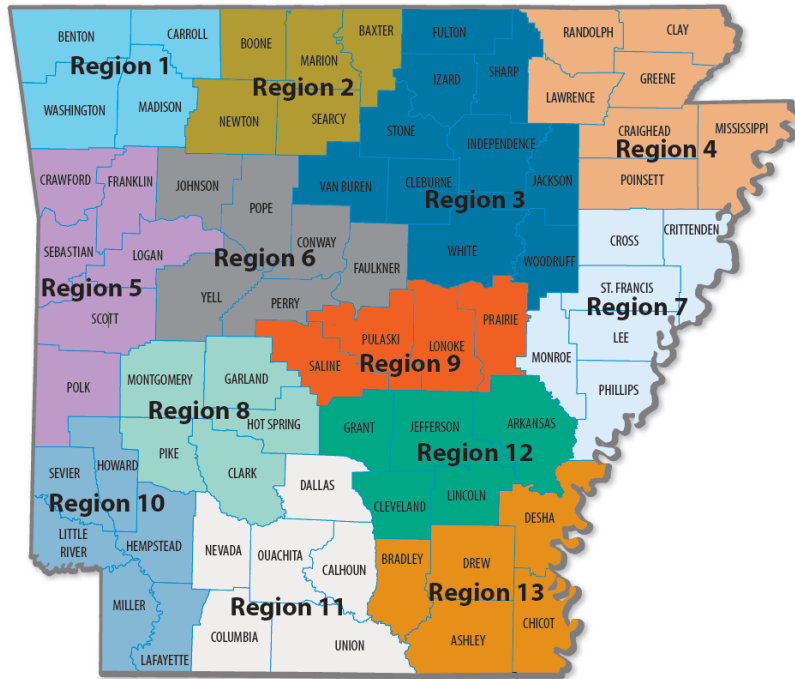 BENTON
CARROLL
Region 1
WASHINGTON
MADISON
BOONE
MARION
BAXTER
Region 2
NEWTON
SEARCY
FULTON
IZARD
SHARP
STONE
INDEPENDENCE
VAN BUREN
CLEBURNE
JACKSON
Region 3
WHITE
WOODRUFF
RANDOLPH
CLAY
GREENE
LAWRENCE
CRAIGHEAD
MISSISSIPPI
Region 4
POINSETT
CRAWFORD
FRANKLIN
SEBASTIAN
LOGAN
Region 5
SCOTT
POLK
JOHNSON
POPE
CONWAY
Region 6
FAULKNER
YELL
PERRY
CROSS
CRITTENDEN
ST. FRANCIS
Region 7
LEE
MONROE
PHILLIPS
MONTGOMERY
GARLAND
Region 8
HOT SPRING
PIKE
CLARK
PULASKI
LONOKE
PRAIRIE
SALINE
Region 9
SEVIER
HOWARD
Region 10
LITTLE
RIVER
HEMPSTEAD
MILLER
LAFAYETTE
DALLAS
NEVADA
OUACHITA
CALHOUN
Region 11
COLUMBIA
UNION
GRANT
JEFFERSON
ARKANSAS
Region 12
CLEVELAND
LINCOLN
DESHA
BRADLEY
DREW
Region 13
ASHLEY
CHICOT